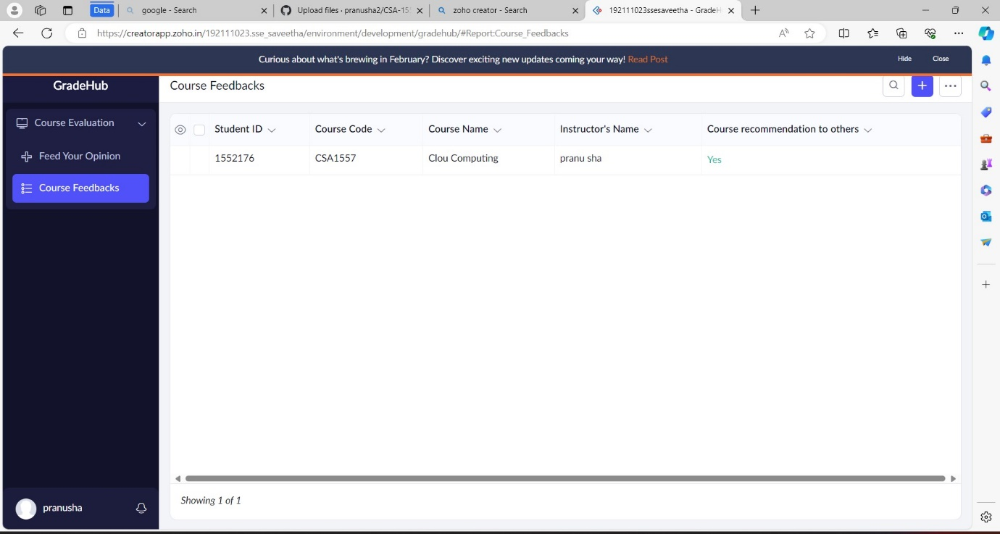 Data
google - Search
Upload files · pranusha2/CSA-15
zoho creator - Search
192111023ssesaveetha - GradeH
https://creatorapp.zoho.in/192111023.sse_saveetha/environment/development/gradehub/#Report:Course_Feedbacks
Curious about what's brewing in February? Discover exciting new updates coming your way! Read Post
Hide
Close
GradeHub
Course Evaluation
Feed Your Opinion
Course Feedbacks
pranusha
Course Feedbacks
Student ID Course Code Course Name Instructor's Name Course recommendation to others
1552176 CSA1557 Clou Computing pranu sha Yes
Showing 1 of 1